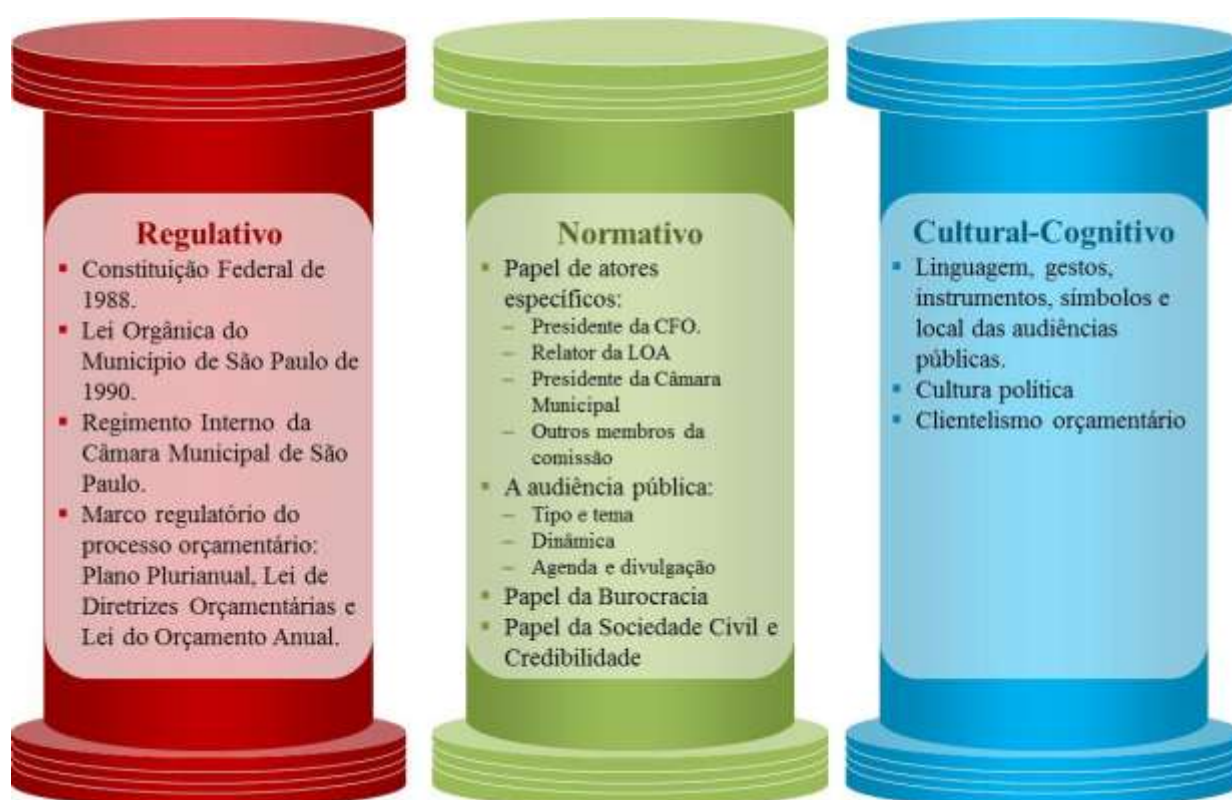 Regulativo
▪ Constituição Federal de
1988.
▪ Lei Orgânica do
Município de São Paulo de
1990.
▪ Regimento Interno da
Câmara Municipal de São
Paulo.
▪ Marco regulatório do
processo orçamentário:
Plano Plurianual, Lei de
Diretrizes Orçamentárias e
Lei do Orçamento Anual.
Normativo
▪ Papel de atores
específicos:
– Presidente da CFO.
– Relator da LOA
– Presidente da Câmara
Municipal
– Outros membros da
comissão
▪ A audiência pública:
– Tipo e tema
– Dinâmica
– Agenda e divulgação
▪ Papel da Burocracia
▪ Papel da Sociedade Civil e
Credibilidade
Cultural-Cognitivo
▪ Linguagem, gestos,
instrumentos, símbolos e
local das audiências
públicas.
▪ Cultura política
▪ Clientelismo orçamentário